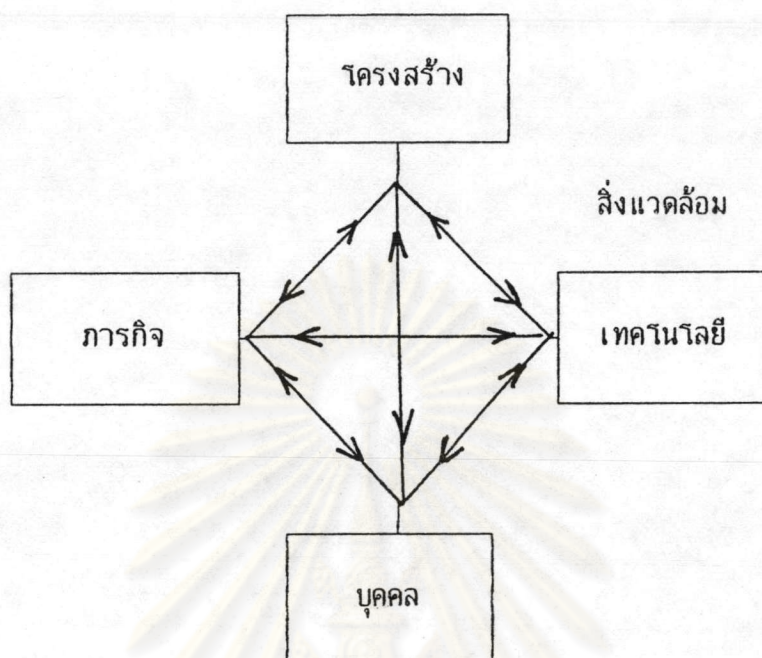 โครงสร้าง
สิ่งแวดล้อม
ภารกิจ
เทคโนโลยี
บุคคล